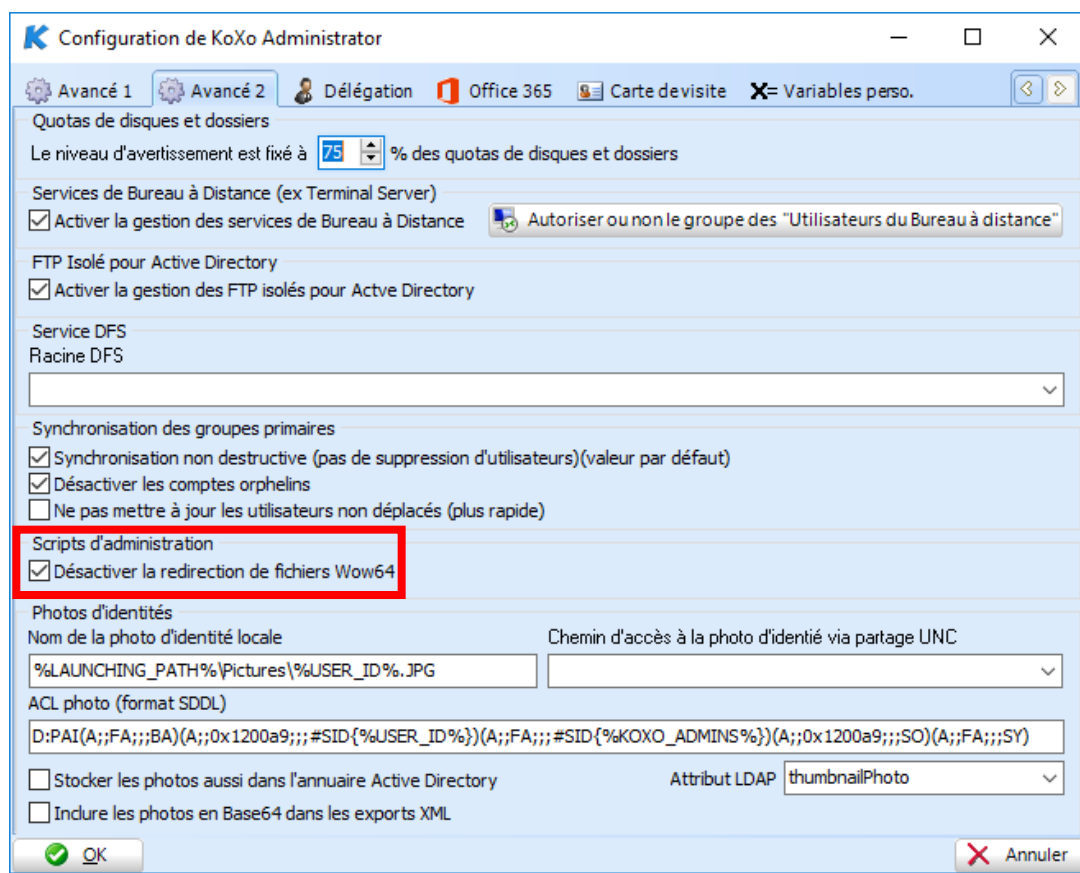 Configuration de KoXo Administrator
Avancé 1 Avancé 2 Délégation Office 365 Carte de visite X= Variables perso.
Quotas de disques et dossiers
Le niveau d'avertissement est fixé à 75 % des quotas de disques et dossiers
Services de Bureau à Distance (ex Terminal Server)
Activer la gestion des services de Bureau à Distance Autoriser ou non le groupe des "Utilisateurs du Bureau à distance"
FTP Isolé pour Active Directory
Activer la gestion des FTP isolés pour Actve Directory
Service DFS
Racine DFS
Synchronisation des groupes primaires
Synchronisation non destructive (pas de suppression d'utilisateurs)(valeur par défaut)
Désactiver les comptes orphelins
Ne pas mettre à jour les utilisateurs non déplacés (plus rapide)
Scripts d'administration
Désactiver la redirection de fichiers Wow64
Photos d'identités
Nom de la photo d'identité locale Chemin d'accès à la photo d'identié via partage UNC
%LAUNCHING_PATH%\Pictures\%USER_ID%.JPG
ACL photo (format SDDL)
D:PAI(A;;FA;;;BA)(A;;0x1200a9;;;#SID{%USER_ID%})(A;;FA;;;#SID{%KOXO_ADMINS%})(A;;0x1200a9;;;SO)(A;;FA;;;SY)
Stocker les photos aussi dans l'annuaire Active Directory Attribut LDAP thumbnailPhoto
Inclure les photos en Base64 dans les exports XML
OK Annuler